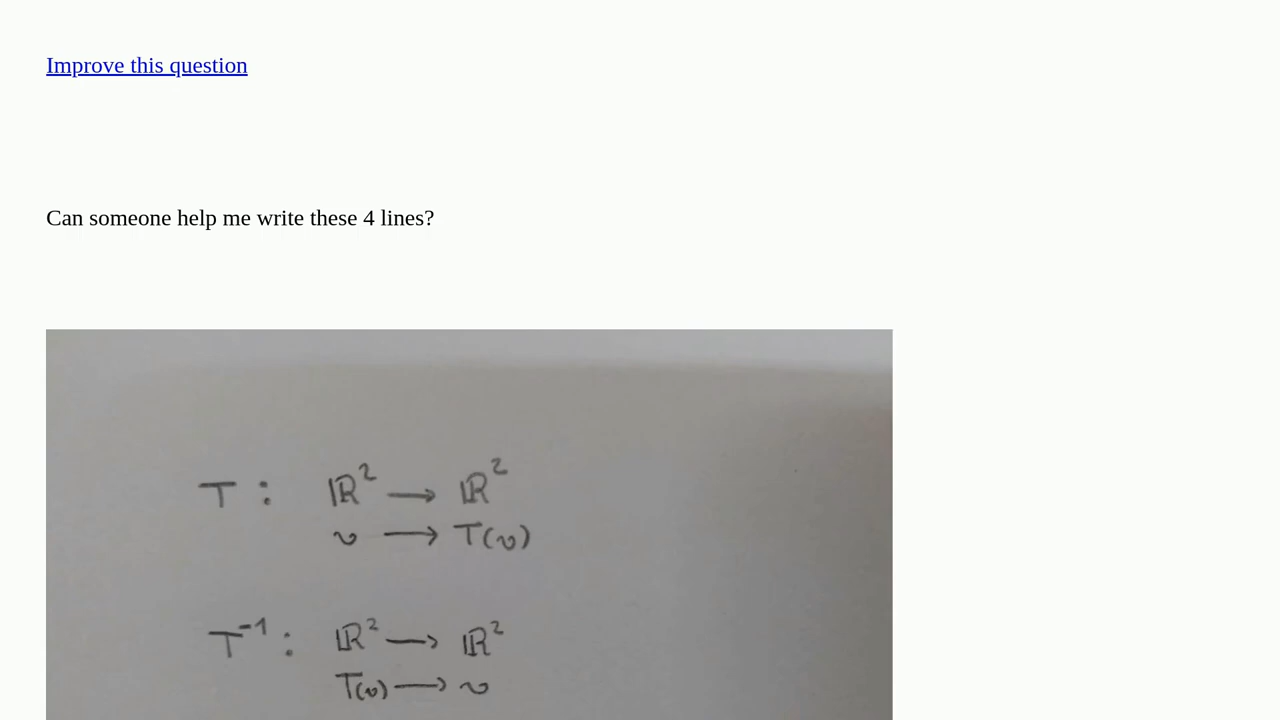 Improve this question
Can someone help me write these 4 lines?
T : ℝ² → ℝ²
v → T(v)
T⁻¹ : ℝ² → ℝ²
T(v) → v